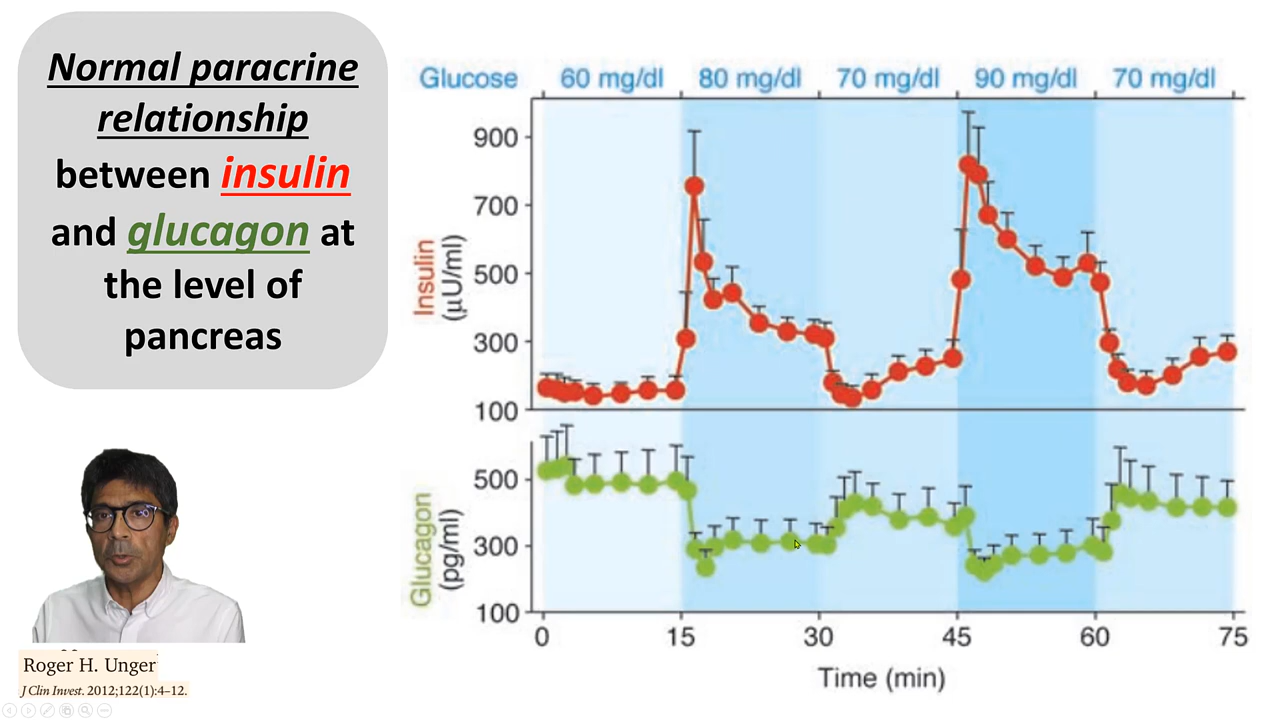 Normal paracrine
relationship
between insulin
and glucagon at
the level of
pancreas
Glucose 60 mg/dl 80 mg/dl 70 mg/dl 90 mg/dl 70 mg/dl
Insulin
(μU/ml)
900
700
500
300
100
Glucagon
(pg/ml)
500
300
100
0 15 30 45 60 75
Time (min)
Roger H. Unger
J Clin Invest. 2012;122(1):4–12.